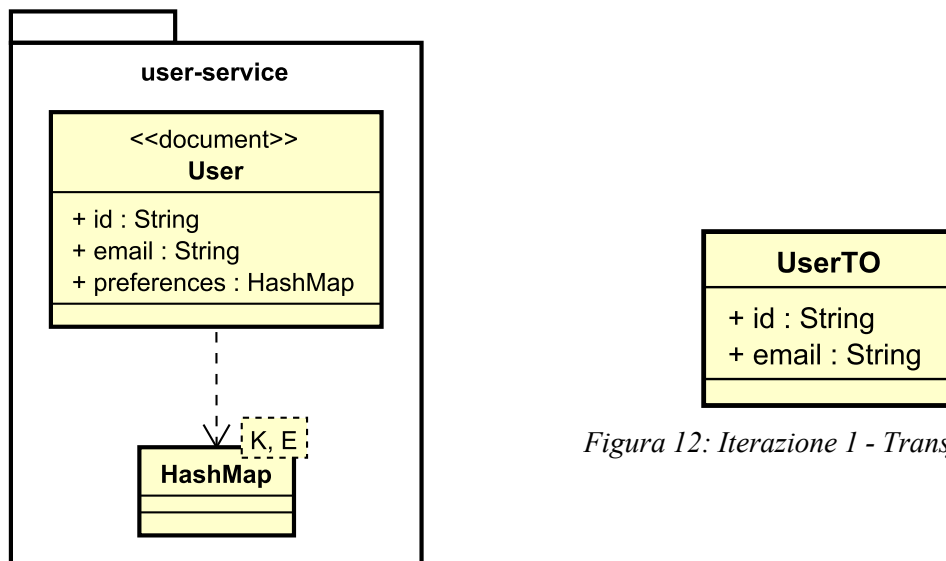 user-service
<<document>>
User
+ id : String
+ email : String
+ preferences : HashMap
K, E
HashMap
UserTO
+ id : String
+ email : String
Figura 12: Iterazione 1 -